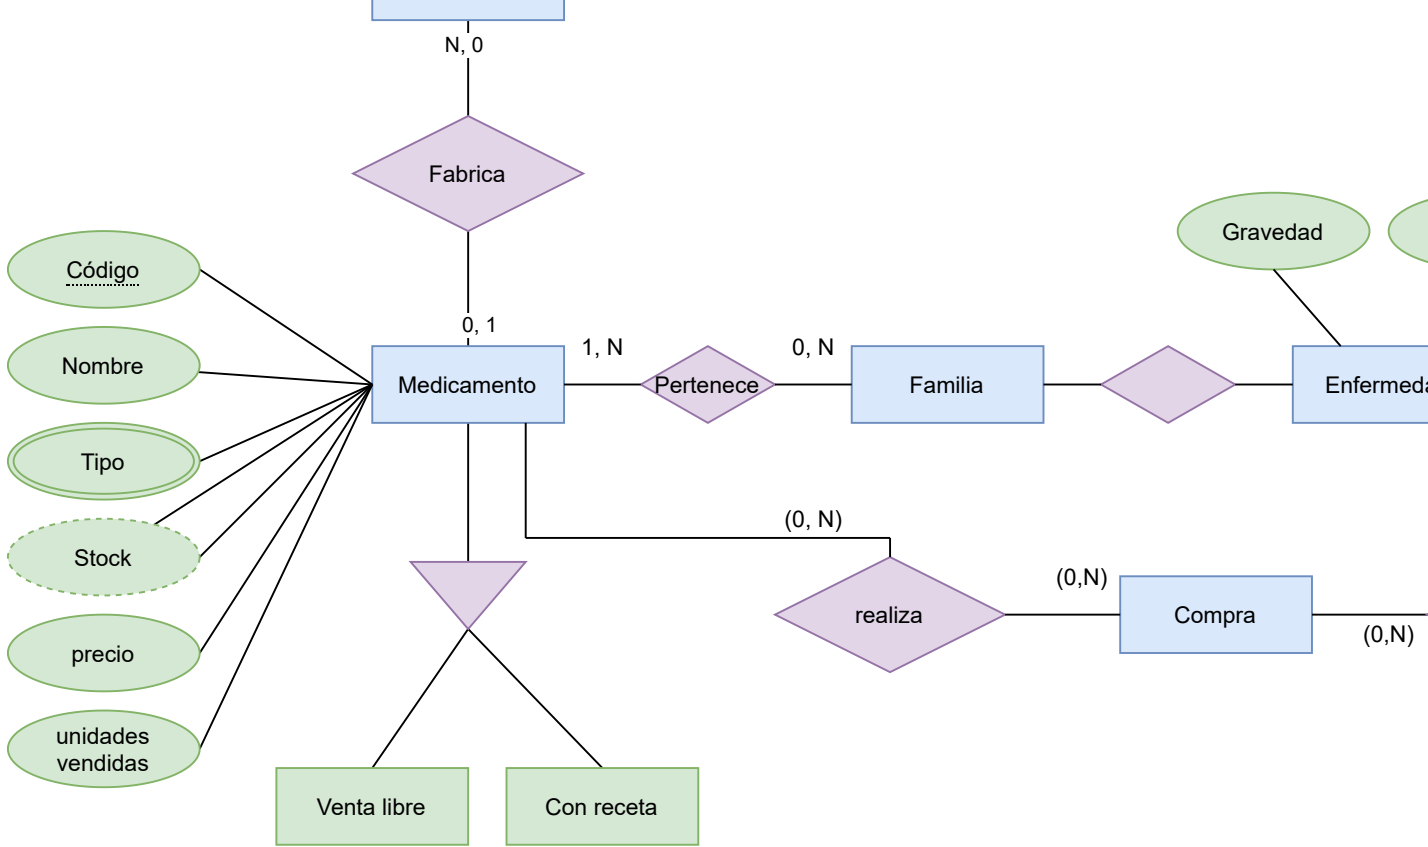 N, 0
Fabrica
Gravedad
Código
0, 1
1, N
0, N
Nombre
Medicamento
Pertenece
Familia
Enfermeda
Tipo
(0, N)
Stock
(0,N)
realiza
Compra
(0,N)
precio
unidades
vendidas
Venta libre
Con receta